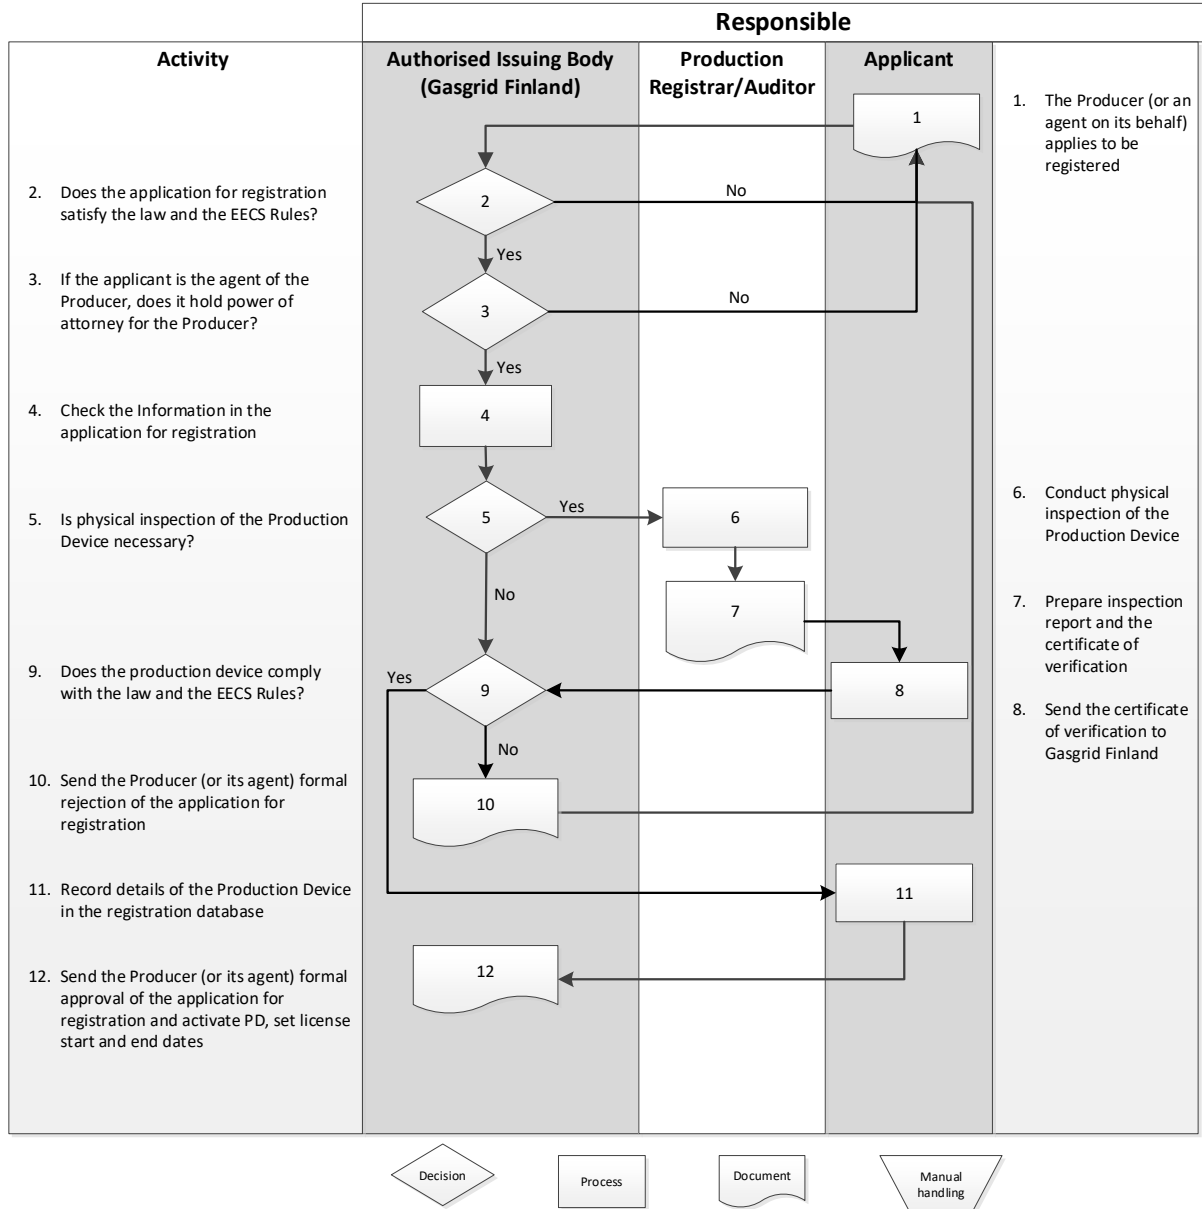 Responsible
Activity
Authorised Issuing Body
(Gasgrid Finland)
Production
Registrar/Auditor
Applicant
1. The Producer (or an
agent on its behalf)
applies to be
registered
1
2. Does the application for registration
satisfy the law and the EECS Rules?
2
No
Yes
3. If the applicant is the agent of the
Producer, does it hold power of
attorney for the Producer?
3
No
Yes
4. Check the Information in the
application for registration
4
5. Is physical inspection of the Production
Device necessary?
5
Yes
6
6. Conduct physical
inspection of the
Production Device
No
7
7. Prepare inspection
report and the
certificate of
verification
9. Does the production device comply
with the law and the EECS Rules?
Yes
9
8
8. Send the certificate
of verification to
Gasgrid Finland
No
10. Send the Producer (or its agent) formal
rejection of the application for
registration
10
11. Record details of the Production Device
in the registration database
11
12. Send the Producer (or its agent) formal
approval of the application for
registration and activate PD, set license
start and end dates
12
Decision
Process
Document
Manual
handling